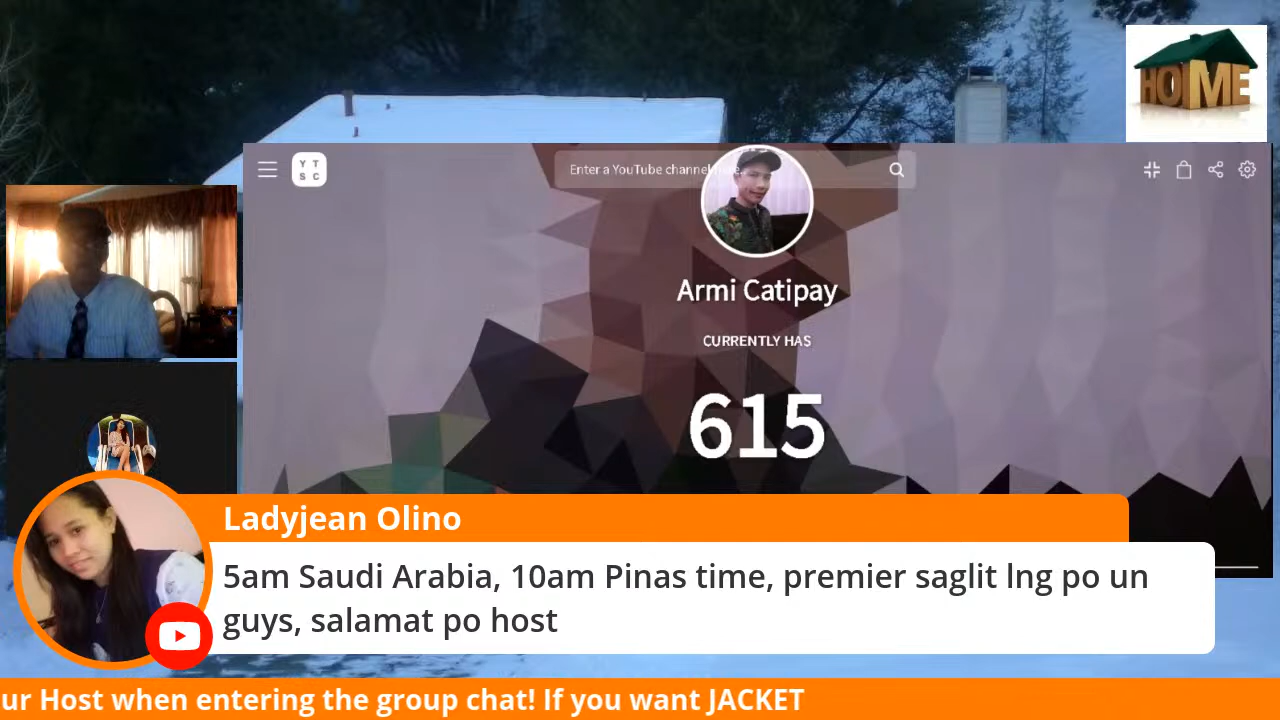 HOME
Y T
S C
Enter a YouTube channel
Armi Catipay
CURRENTLY HAS
615
Ladyjean Olino
5am Saudi Arabia, 10am Pinas time, premier saglit lng po un
guys, salamat po host
ur Host when entering the group chat! If you want JACKET